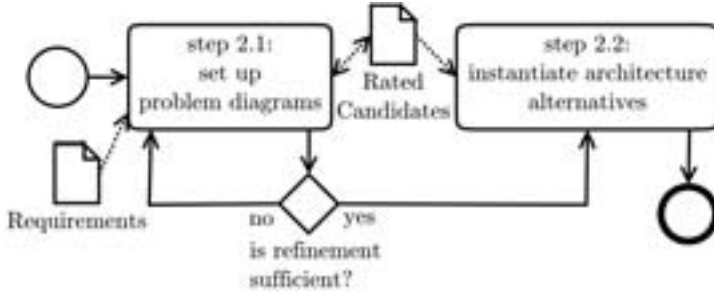 step 2.1:
set up
problem diagrams
Rated
Candidates
step 2.2:
instantiate architecture
alternatives
Requirements
no
yes
is refinement
sufficient?